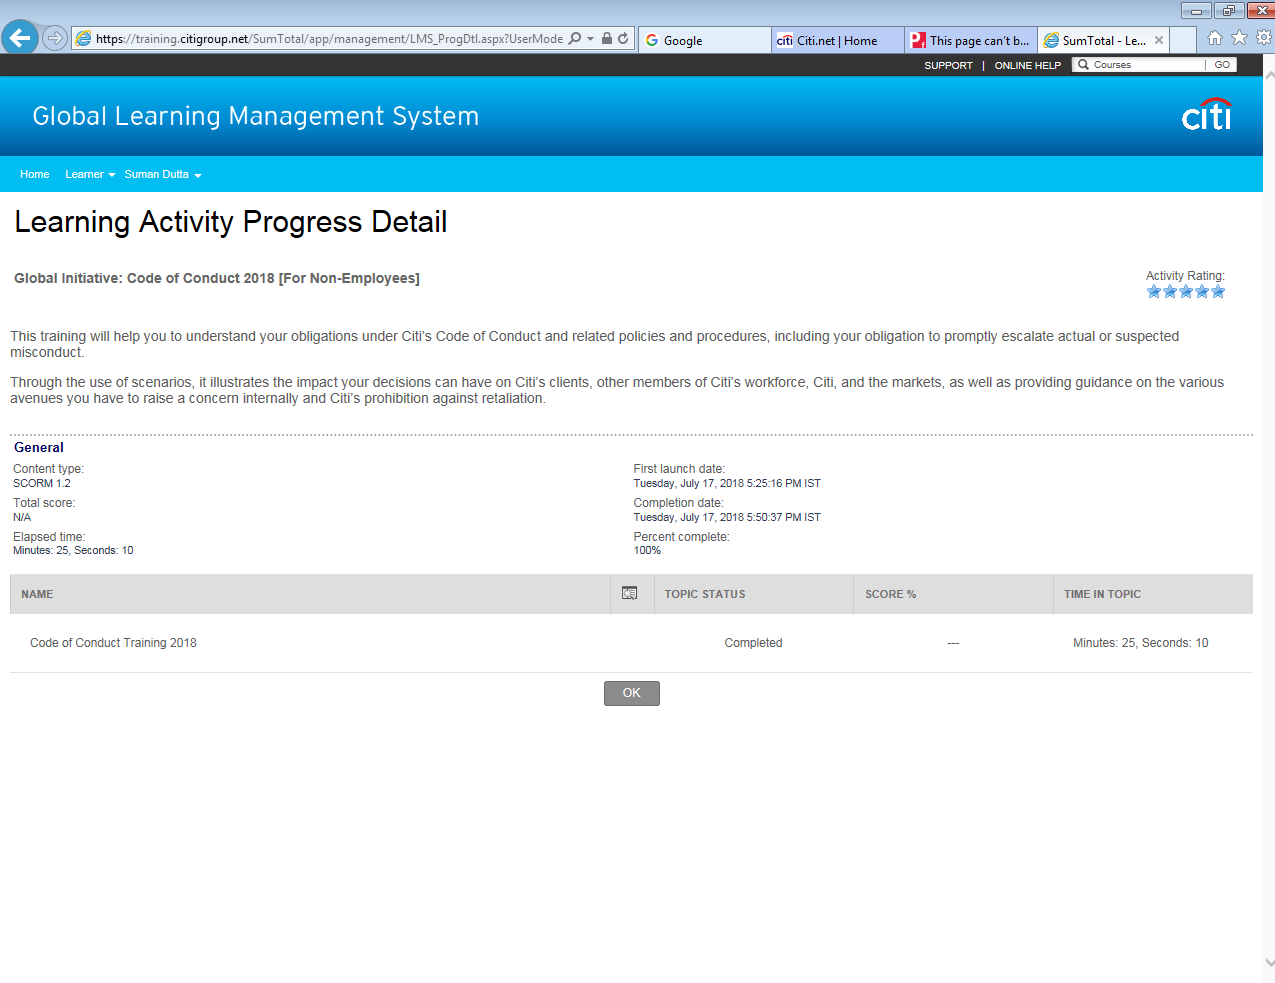 https://training.citigroup.net/SumTotal/app/management/LMS_ProgDtl.aspx?UserMode
Google
citi Citi.net | Home
This page can't b...
SumTotal - Le...
SUPPORT | ONLINE HELP
Courses
GO
Global Learning Management System
citi
Home Learner Suman Dutta
Learning Activity Progress Detail
Global Initiative: Code of Conduct 2018 [For Non-Employees]
Activity Rating:
This training will help you to understand your obligations under Citi's Code of Conduct and related policies and procedures, including your obligation to promptly escalate actual or suspected
misconduct.
Through the use of scenarios, it illustrates the impact your decisions can have on Citi's clients, other members of Citi's workforce, Citi, and the markets, as well as providing guidance on the various
avenues you have to raise a concern internally and Citi's prohibition against retaliation.
General
Content type:
SCORM 1.2
Total score:
N/A
Elapsed time:
Minutes: 25, Seconds: 10
First launch date:
Tuesday, July 17, 2018 5:25:16 PM IST
Completion date:
Tuesday, July 17, 2018 5:50:37 PM IST
Percent complete:
100%
NAME TOPIC STATUS SCORE % TIME IN TOPIC
Code of Conduct Training 2018 Completed --- Minutes: 25, Seconds: 10
OK